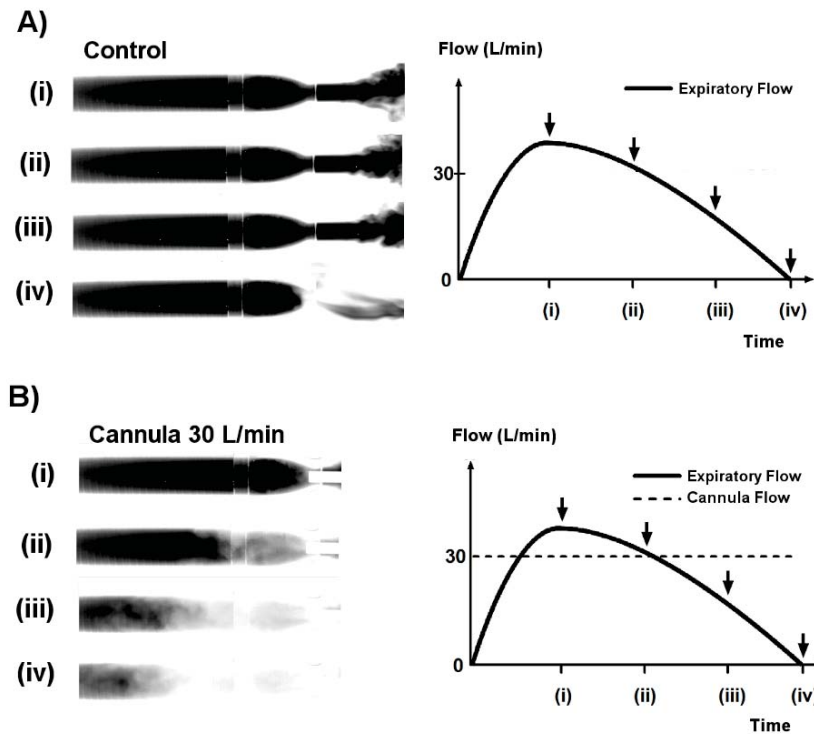 A)
Control
(i)
(ii)
(iii)
(iv)
Flow (L/min)
Expiratory Flow
30
0
(i) (ii) (iii) (iv)
Time
B)
Cannula 30 L/min
(i)
(ii)
(iii)
(iv)
Flow (L/min)
Expiratory Flow
Cannula Flow
30
0
(i) (ii) (iii) (iv)
Time